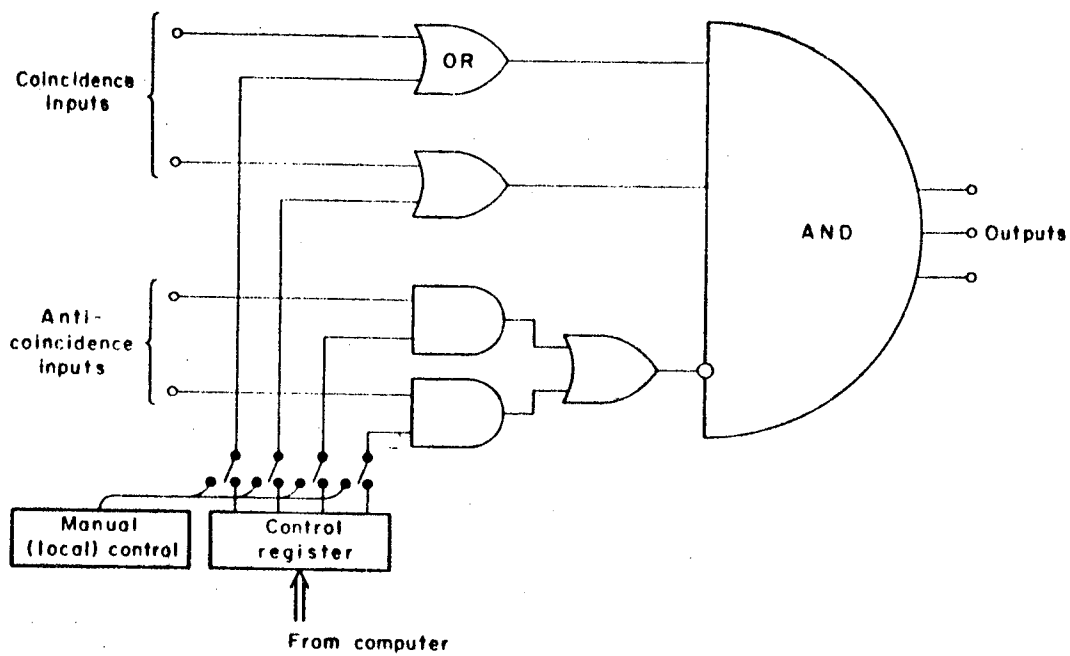 Coincidence
inputs
OR
AND
Outputs
Anti-
coincidence
inputs
Manual
(local) control
Control
register
From computer